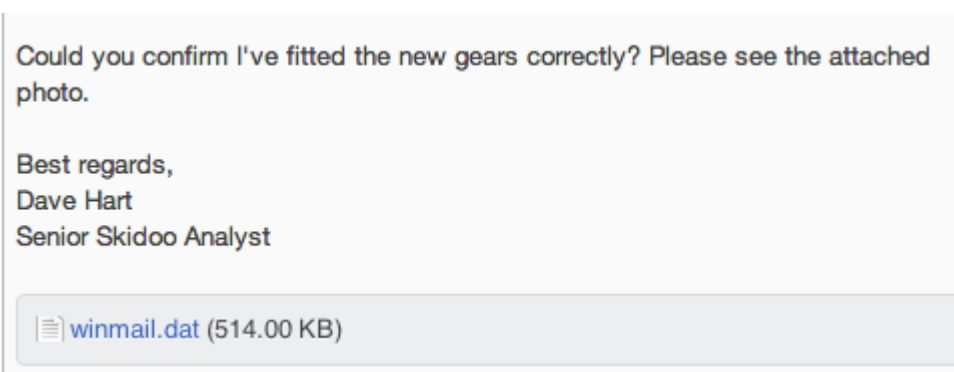 Could you confirm I've fitted the new gears correctly? Please see the attached
photo.
Best regards,
Dave Hart
Senior Skidoo Analyst
winmail.dat (514.00 KB)